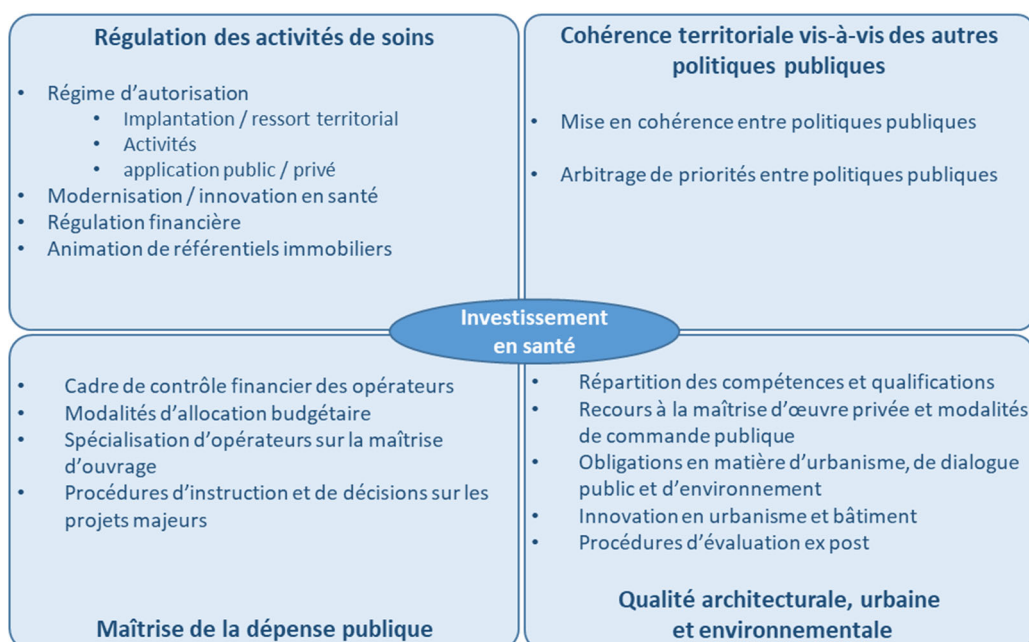 Régulation des activités de soins
• Régime d'autorisation
• Implantation / ressort territorial
• Activités
• application public / privé
• Modernisation / innovation en santé
• Régulation financière
• Animation de référentiels immobiliers
Cohérence territoriale vis-à-vis des autres
politiques publiques
• Mise en cohérence entre politiques publiques
• Arbitrage de priorités entre politiques publiques
Investissement
en santé
• Cadre de contrôle financier des opérateurs
• Modalités d'allocation budgétaire
• Spécialisation d'opérateurs sur la maîtrise
d'ouvrage
• Procédures d'instruction et de décisions sur les
projets majeurs
Maîtrise de la dépense publique
• Répartition des compétences et qualifications
• Recours à la maîtrise d'œuvre privée et modalités
de commande publique
• Obligations en matière d'urbanisme, de dialogue
public et d'environnement
• Innovation en urbanisme et bâtiment
• Procédures d'évaluation ex post
Qualité architecturale, urbaine
et environnementale